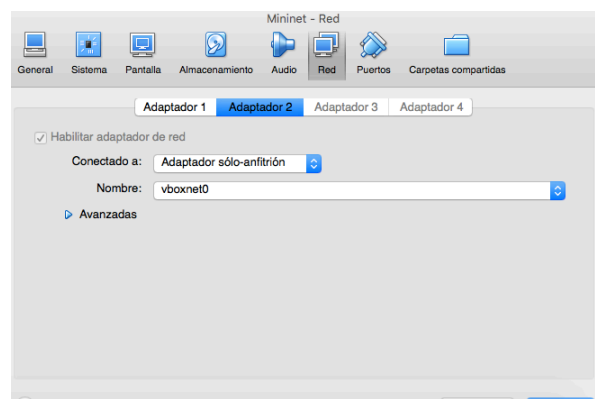 Mininet - Red
General Sistema Pantalla Almacenamiento Audio Red Puertos Carpetas compartidas
Adaptador 1 Adaptador 2 Adaptador 3 Adaptador 4
Habilitar adaptador de red
Conectado a: Adaptador sólo-anfitrión
Nombre: vboxnet0
Avanzadas